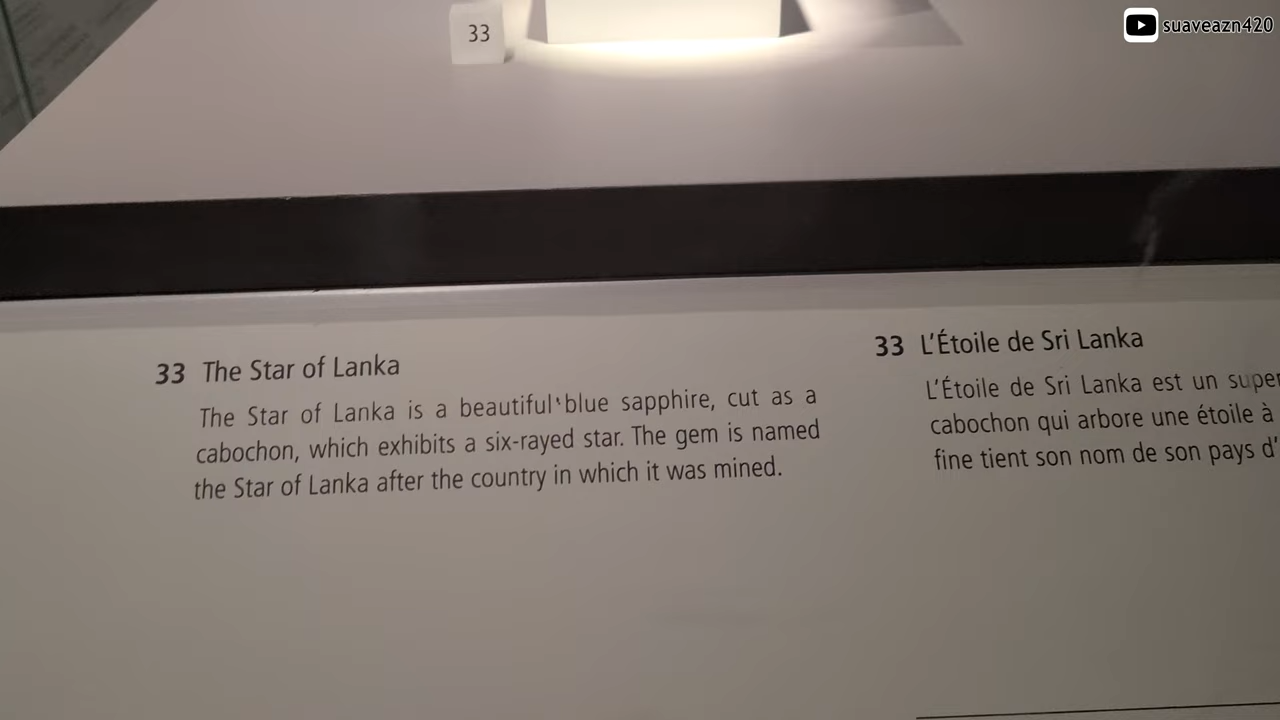 suaveazn420
33
33 The Star of Lanka
The Star of Lanka is a beautiful blue sapphire, cut as a
cabochon, which exhibits a six-rayed star. The gem is named
the Star of Lanka after the country in which it was mined.
33 L'Étoile de Sri Lanka
L'Étoile de Sri Lanka est un
cabochon qui arbore une étoile à
fine tient son nom de son pays